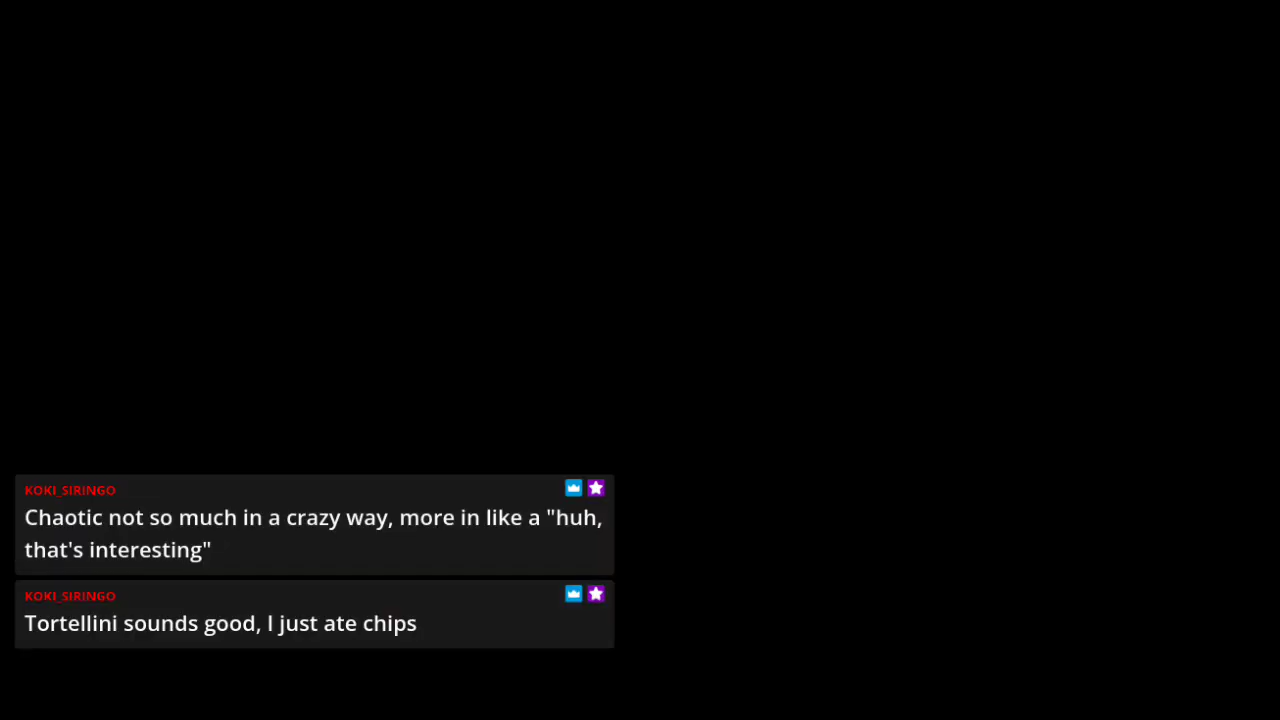 KOKI_SIRINGO
Chaotic not so much in a crazy way, more in like a "huh,
that's interesting"
KOKI_SIRINGO
Tortellini sounds good, I just ate chips